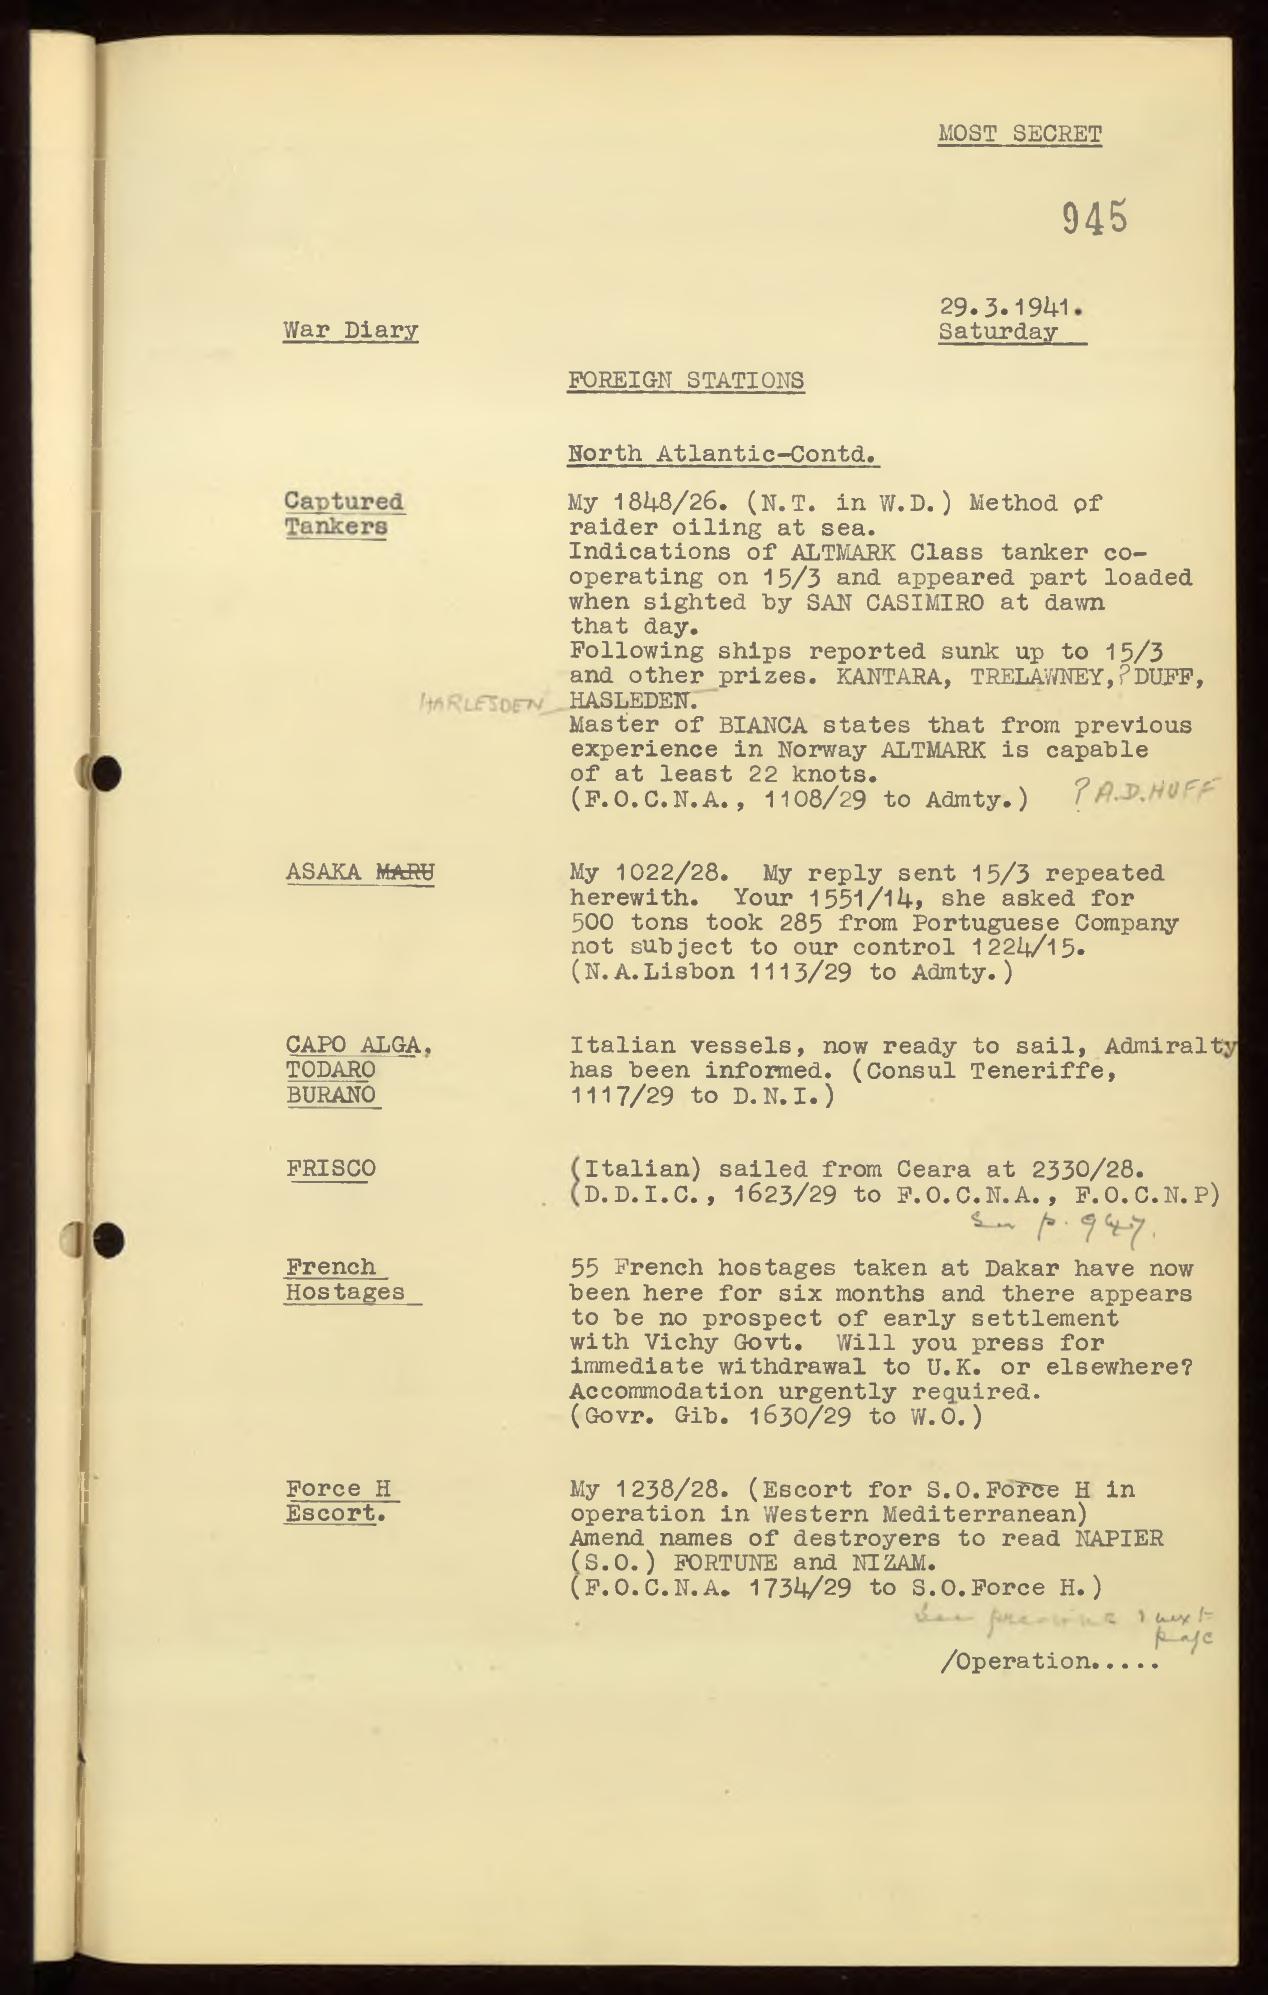 MOST SECRET
945
29.3.1941.
War Diary
Saturday
FOREIGN STATIONS
North Atlantic-Contd.
Captured
Tankers
My 1848/26. (N.T. in W.D.) Method of
raider oiling at sea.
Indications of ALTMARK Class tanker co-
operating on 15/3 and appeared part loaded
when sighted by SAN CASIMIRO at dawn
that day.
Following ships reported sunk up to 15/3
and other prizes. KANTARA, TRELAWNEY,? DUFF,
HARLESDEN HASLEDEN.
Master of BIANCA states that from previous
experience in Norway ALTMARK is capable
of at least 22 knots.
(F.O.C.N.A., 1108/29 to Admty.) ? A.D. HUFF
ASAKA MARU
My 1022/28. My reply sent 15/3 repeated
herewith. Your 1551/14, she asked for
500 tons took 285 from Portuguese Company
not subject to our control 1224/15.
(N.A.Lisbon 1113/29 to Admty.)
CAPO ALGA,
TODARO
BURANO
Italian vessels, now ready to sail, Admiralty
has been informed. (Consul Teneriffe,
1117/29 to D.N.I.)
FRISCO
(Italian) sailed from Ceara at 2330/28.
(D.D.I.C., 1623/29 to F.O.C.N.A., F.O.C.N.P)
See p. 947.
French
Hostages
55 French hostages taken at Dakar have now
been here for six months and there appears
to be no prospect of early settlement
with Vichy Govt. Will you press for
immediate withdrawal to U.K. or elsewhere?
Accommodation urgently required.
(Govr. Gib. 1630/29 to W.O.)
Force H
Escort.
My 1238/28. (Escort for S.O.Force H in
operation in Western Mediterranean)
Amend names of destroyers to read NAPIER
(S.O.) FORTUNE and NIZAM.
(F.O.C.N.A. 1734/29 to S.O.Force H.)
See previous & next
page
/Operation.....